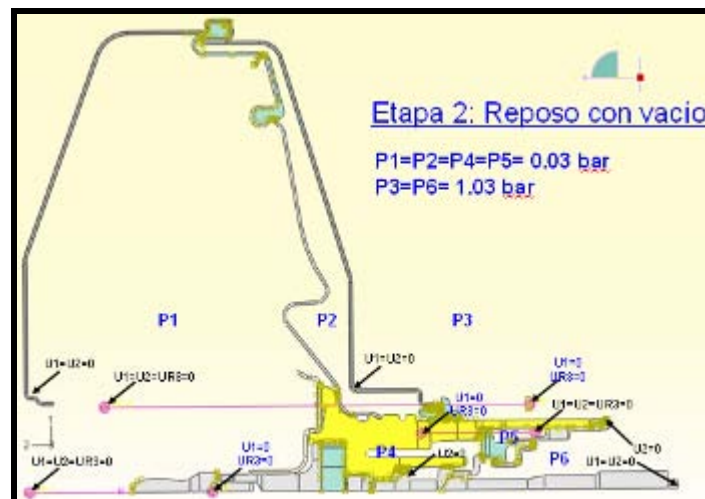 Etapa 2: Reposo con vacio
P1=P2=P4=P5= 0.03 bar
P3=P6= 1.03 bar
P1
P2
P3
U1=U2=0
U1=U2=0
U1=0
UR3=0
U1=U2=UR3=0
U1=0
UR3=0
U1=U2=UR3=0
P5
U1=0
UR3=0
P4
U2=0
P6
U2=0
U1=U2=UR3=0
U1=U2=0